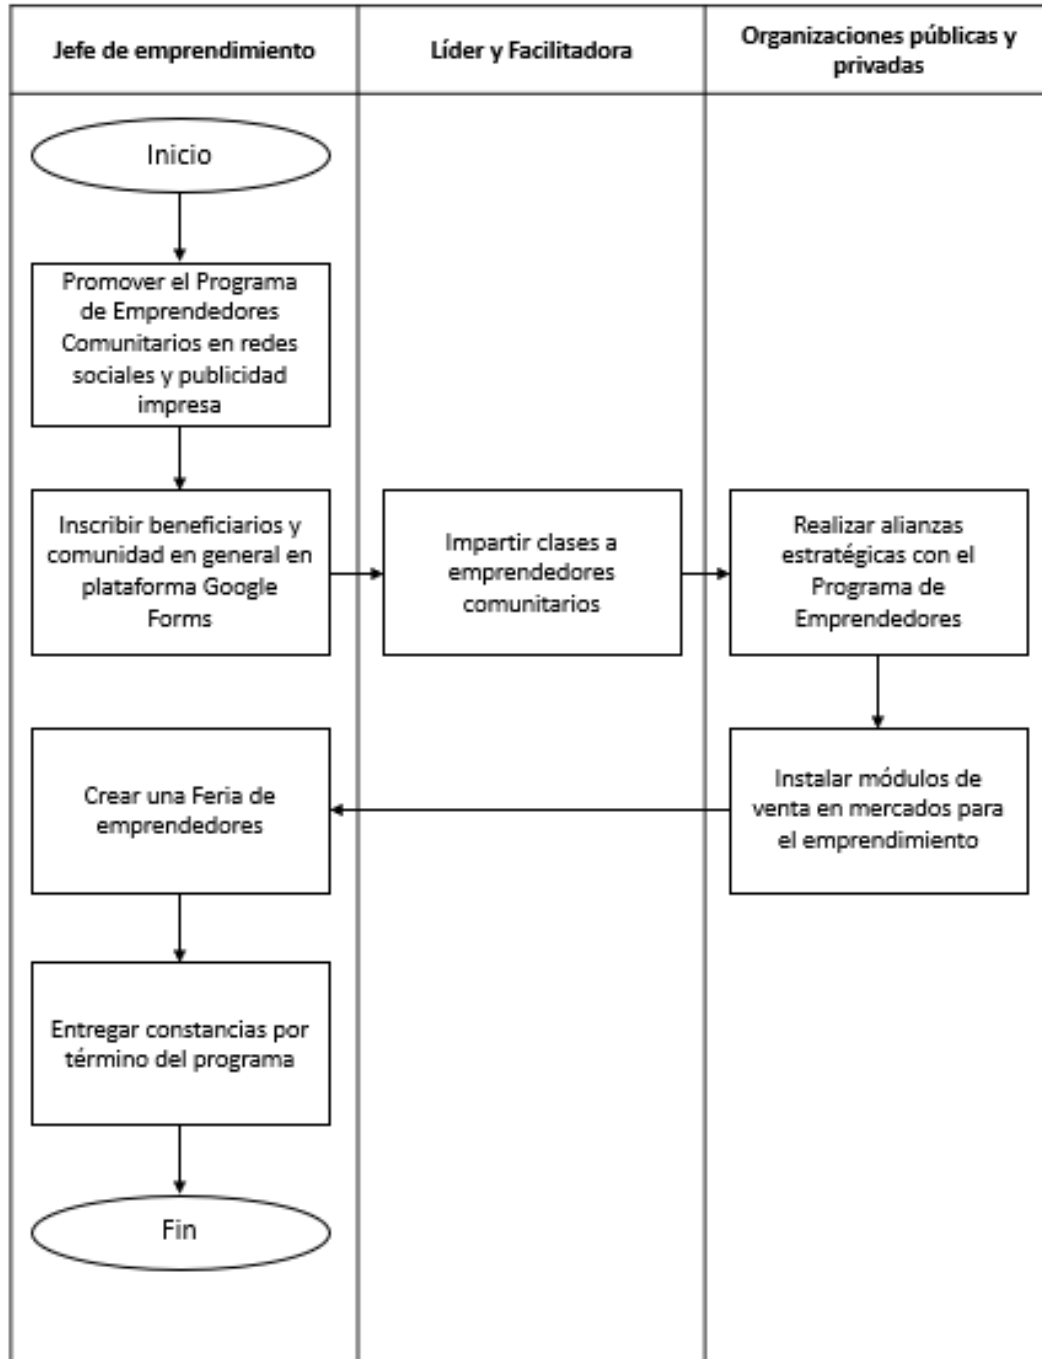 Jefe de emprendimiento
Líder y Facilitadora
Organizaciones públicas y
privadas
Inicio
Promover el Programa
de Emprendedores
Comunitarios en redes
sociales y publicidad
impresa
Inscribir beneficiarios y
comunidad en general en
plataforma Google
Forms
Impartir clases a
emprendedores
comunitarios
Realizar alianzas
estratégicas con el
Programa de
Emprendedores
Instalar módulos de
venta en mercados para
el emprendimiento
Crear una Feria de
emprendedores
Entregar constancias por
término del programa
Fin